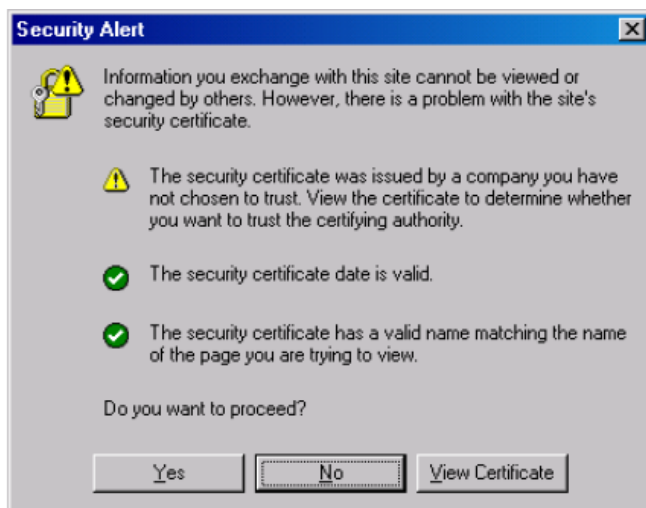 Security Alert
Information you exchange with this site cannot be viewed or
changed by others. However, there is a problem with the site's
security certificate.
The security certificate was issued by a company you have
not chosen to trust. View the certificate to determine whether
you want to trust the certifying authority.
The security certificate date is valid.
The security certificate has a valid name matching the name
of the page you are trying to view.
Do you want to proceed?
Yes No View Certificate